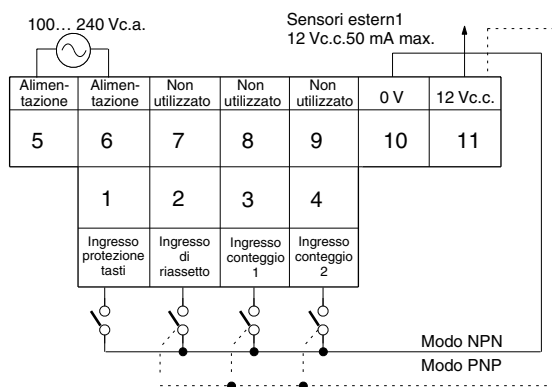 100... 240 Vc.a.
Sensori estern1
12 Vc.c.50 mA max.
Alimen-
tazione
Alimen-
tazione
Non
utilizzato
Non
utilizzato
Non
utilizzato
0 V
12 Vc.c.
5
6
7
8
9
10
11
1
2
3
4
Ingresso
protezione
tasti
Ingresso
di
riassetto
Ingresso
conteggio
1
Ingresso
conteggio
2
Modo NPN
Modo PNP